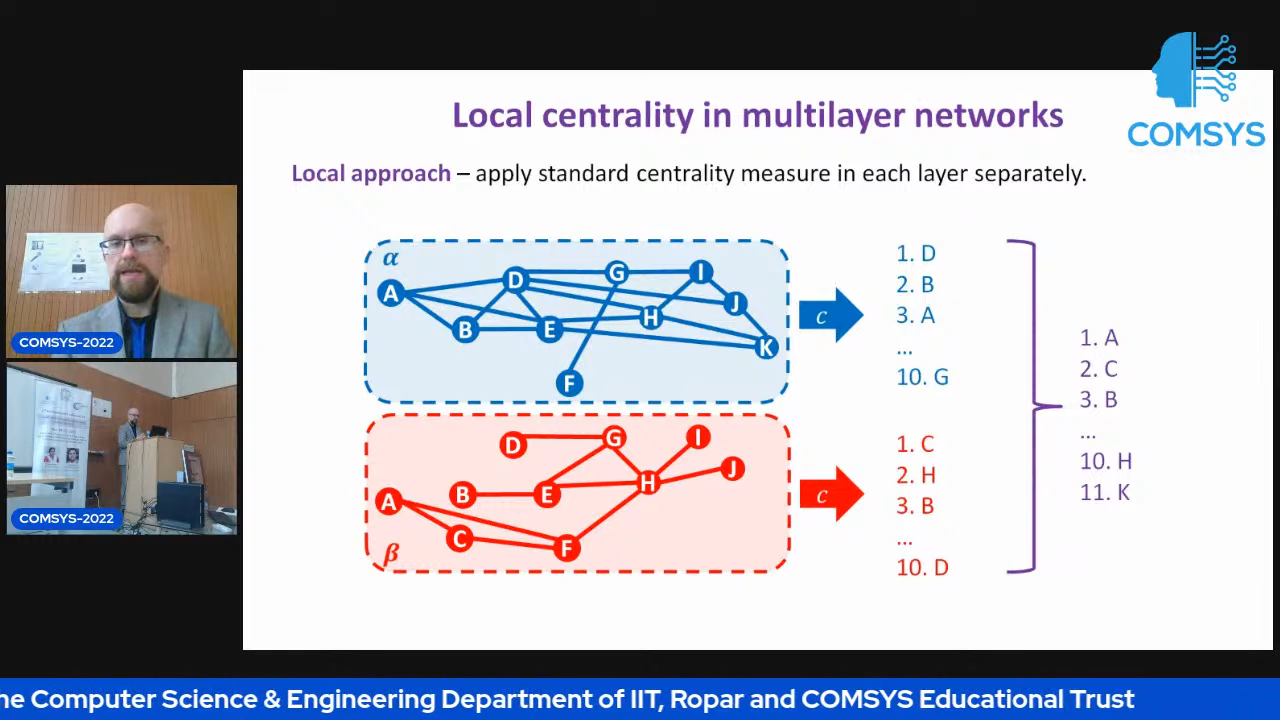 COMSYS
Local centrality in multilayer networks
Local approach – apply standard centrality measure in each layer separately.
α
A
B
D
E
F
G
H
I
J
K
c
1. D
2. B
3. A
...
10. G
β
A
B
C
D
E
F
G
H
I
J
c
1. C
2. H
3. B
...
10. D
1. A
2. C
3. B
...
10. H
11. K
COMSYS-2022
COMSYS-2022
he Computer Science & Engineering Department of IIT, Ropar and COMSYS Educational Trust